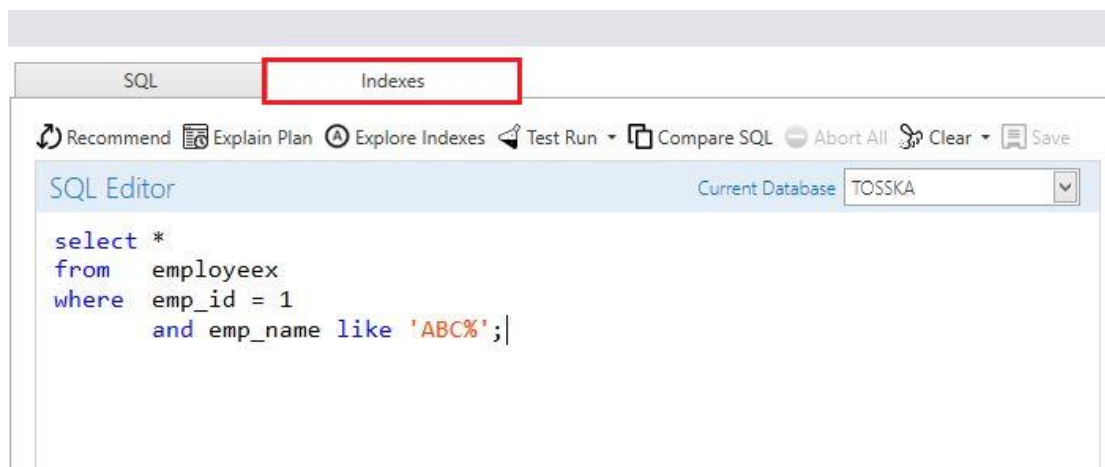 SQL Indexes
Recommend Explain Plan Explore Indexes Test Run Compare SQL Abort All Clear Save
SQL Editor Current Database TOSSKA
select *
from employeex
where emp_id = 1
and emp_name like 'ABC%';